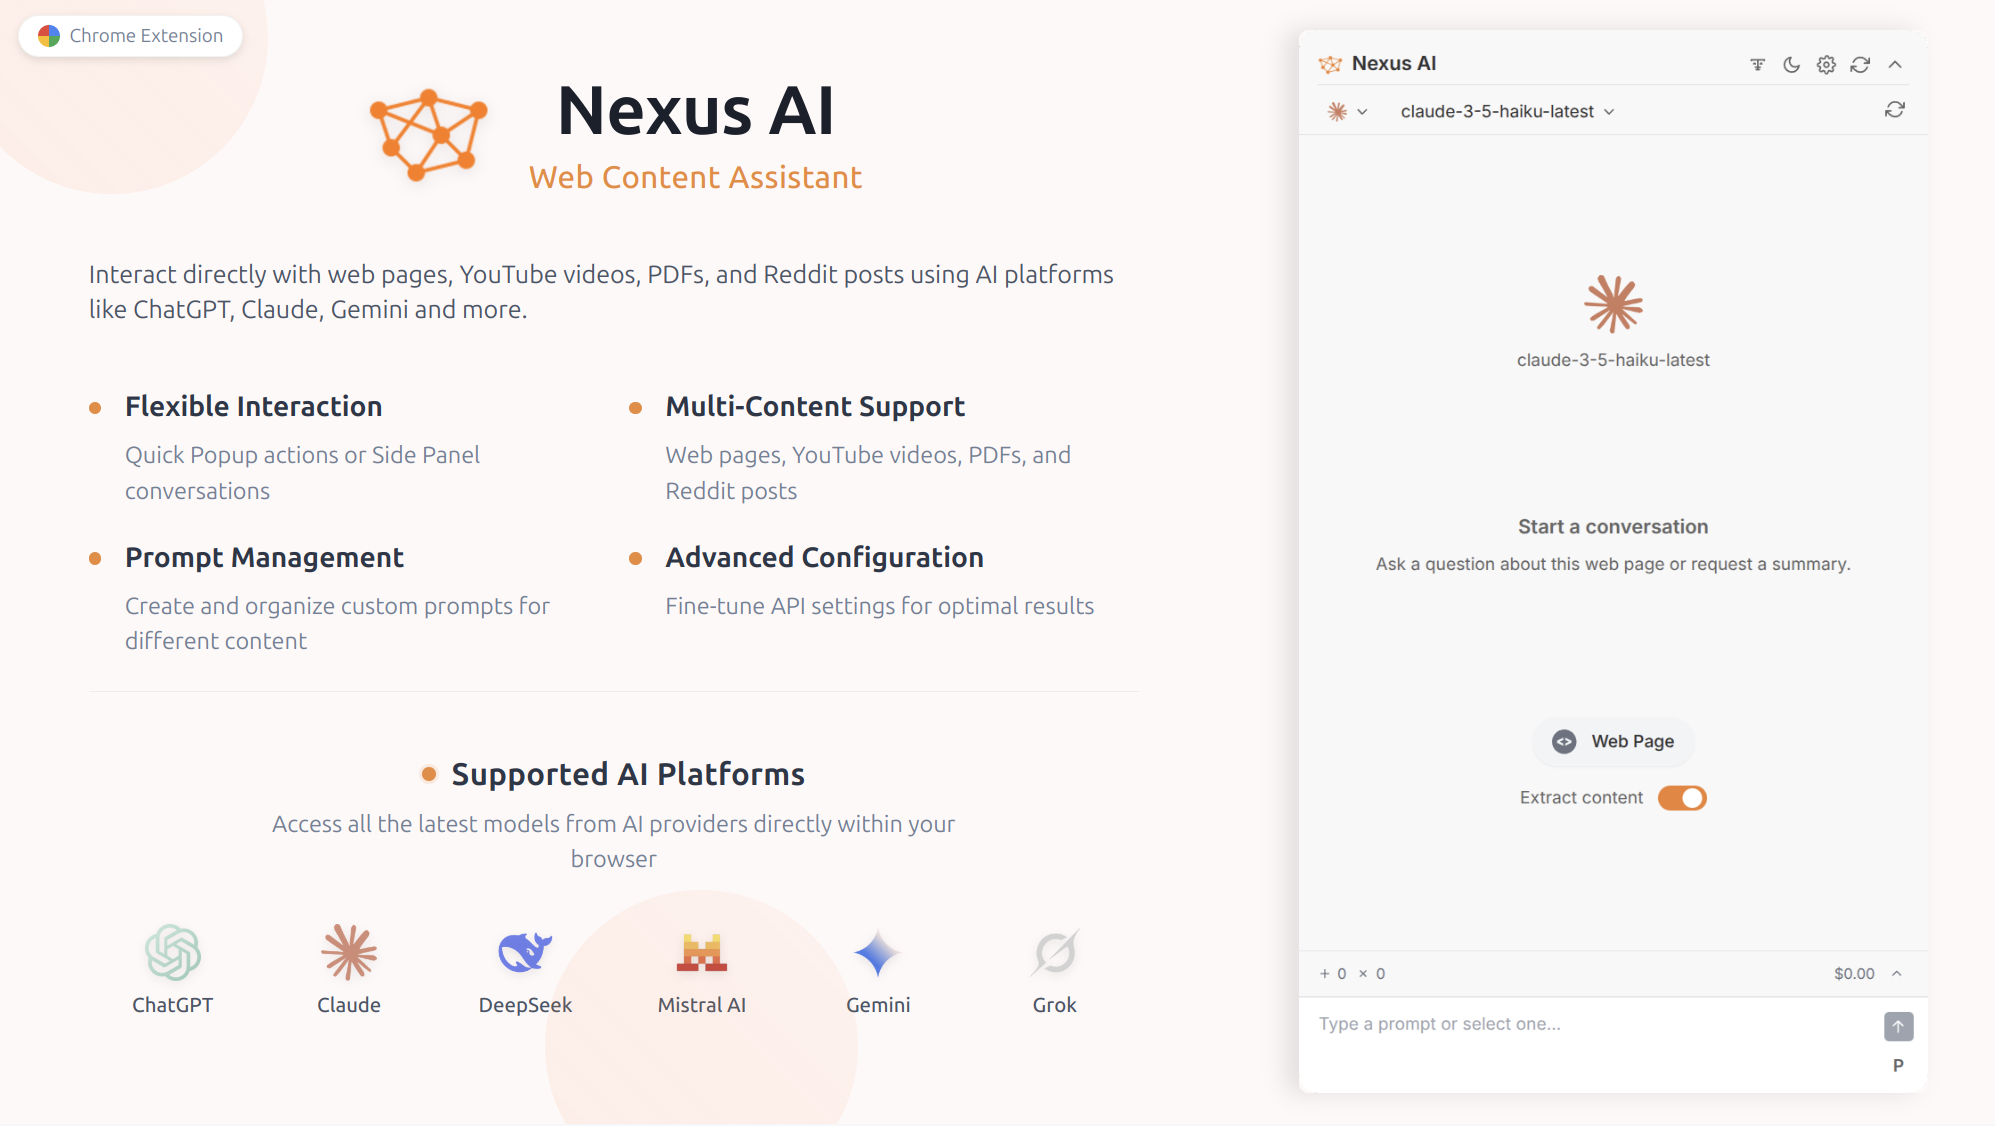 Chrome Extension
Nexus AI
Web Content Assistant
Interact directly with web pages, YouTube videos, PDFs, and Reddit posts using AI platforms
like ChatGPT, Claude, Gemini and more.
Flexible Interaction
Quick Popup actions or Side Panel
conversations
Multi-Content Support
Web pages, YouTube videos, PDFs, and
Reddit posts
Prompt Management
Create and organize custom prompts for
different content
Advanced Configuration
Fine-tune API settings for optimal results
Supported AI Platforms
Access all the latest models from AI providers directly within your
browser
ChatGPT
Claude
DeepSeek
Mistral AI
Gemini
Grok
Nexus AI
claude-3-5-haiku-latest
claude-3-5-haiku-latest
Start a conversation
Ask a question about this web page or request a summary.
Web Page
Extract content
+ 0 × 0 $0.00
Type a prompt or select one...
P